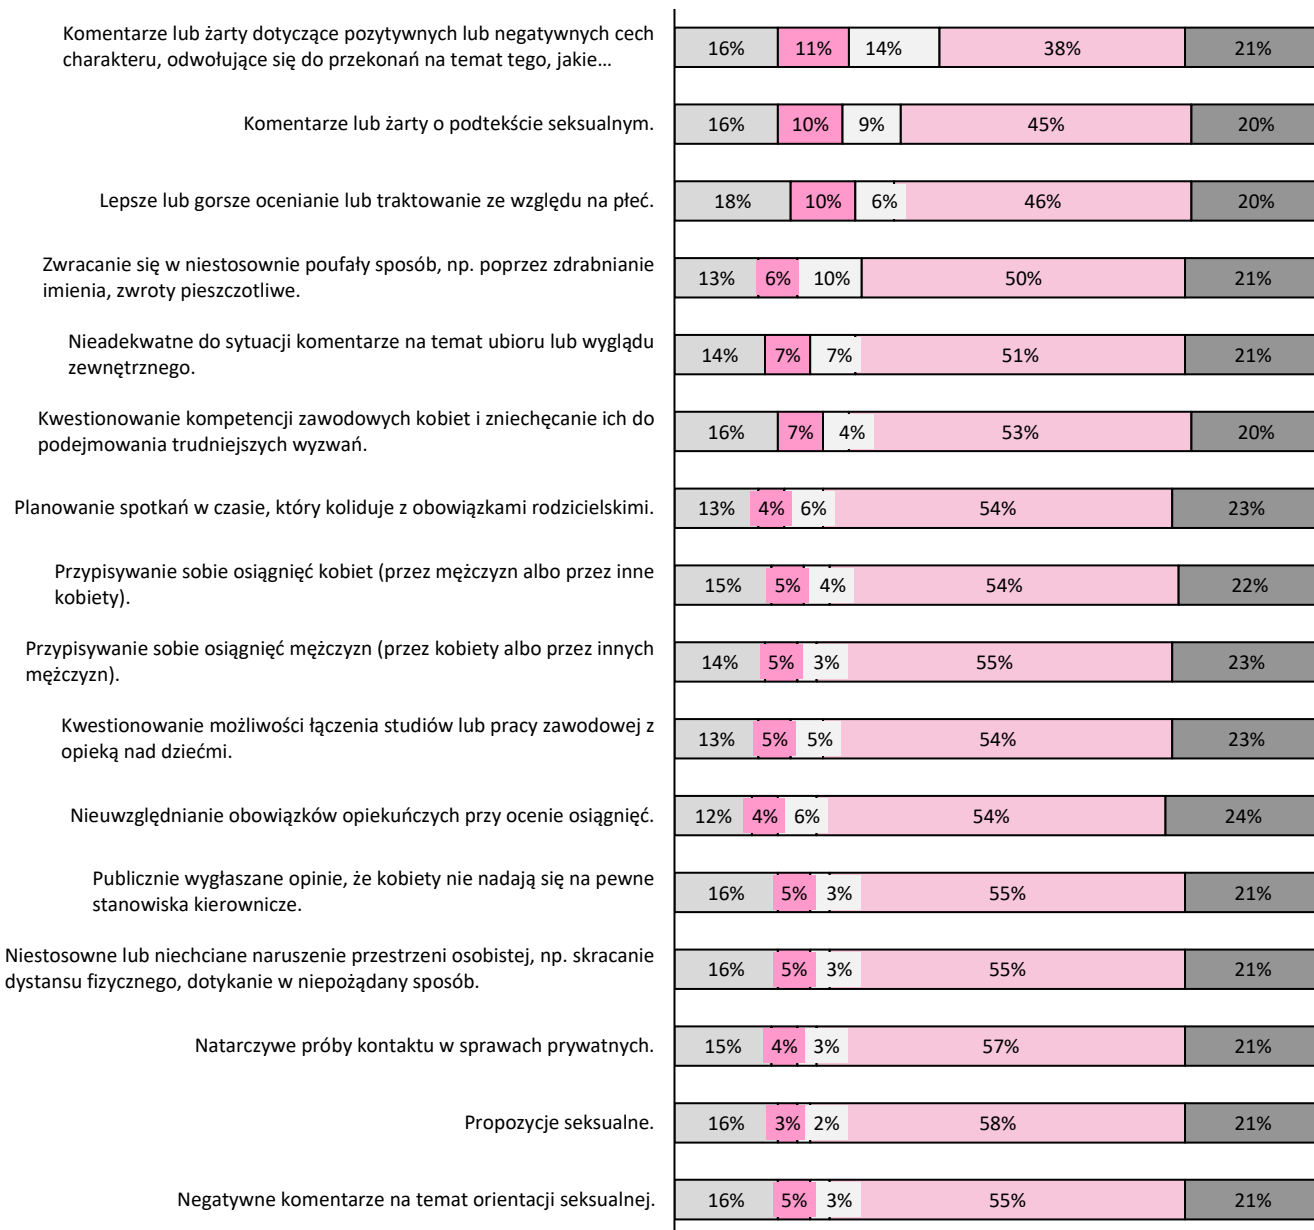 Komentarze lub żarty dotyczące pozytywnych lub negatywnych cech
charakteru, odwołujące się do przekonań na temat tego, jakie…
16% 11% 14% 38% 21%
Komentarze lub żarty o podtekście seksualnym.
16% 10% 9% 45% 20%
Lepsze lub gorsze ocenianie lub traktowanie ze względu na płeć.
18% 10% 6% 46% 20%
Zwracanie się w niestosownie poufały sposób, np. poprzez zdrabnianie
imienia, zwroty pieszczotliwe.
13% 6% 10% 50% 21%
Nieadekwatne do sytuacji komentarze na temat ubioru lub wyglądu
zewnętrznego.
14% 7% 7% 51% 21%
Kwestionowanie kompetencji zawodowych kobiet i zniechęcanie ich do
podejmowania trudniejszych wyzwań.
16% 7% 4% 53% 20%
Planowanie spotkań w czasie, który koliduje z obowiązkami rodzicielskimi.
13% 4% 6% 54% 23%
Przypisywanie sobie osiągnięć kobiet (przez mężczyzn albo przez inne
kobiety).
15% 5% 4% 54% 22%
Przypisywanie sobie osiągnięć mężczyzn (przez kobiety albo przez innych
mężczyzn).
14% 5% 3% 55% 23%
Kwestionowanie możliwości łączenia studiów lub pracy zawodowej z
opieką nad dziećmi.
13% 5% 5% 54% 23%
Nieuwzględnianie obowiązków opiekuńczych przy ocenie osiągnięć.
12% 4% 6% 54% 24%
Publicznie wygłaszane opinie, że kobiety nie nadają się na pewne
stanowiska kierownicze.
16% 5% 3% 55% 21%
Niestosowne lub niechciane naruszenie przestrzeni osobistej, np. skracanie
dystansu fizycznego, dotykanie w niepożądany sposób.
16% 5% 3% 55% 21%
Natarczywe próby kontaktu w sprawach prywatnych.
15% 4% 3% 57% 21%
Propozycje seksualne.
16% 3% 2% 58% 21%
Negatywne komentarze na temat orientacji seksualnej.
16% 5% 3% 55% 21%